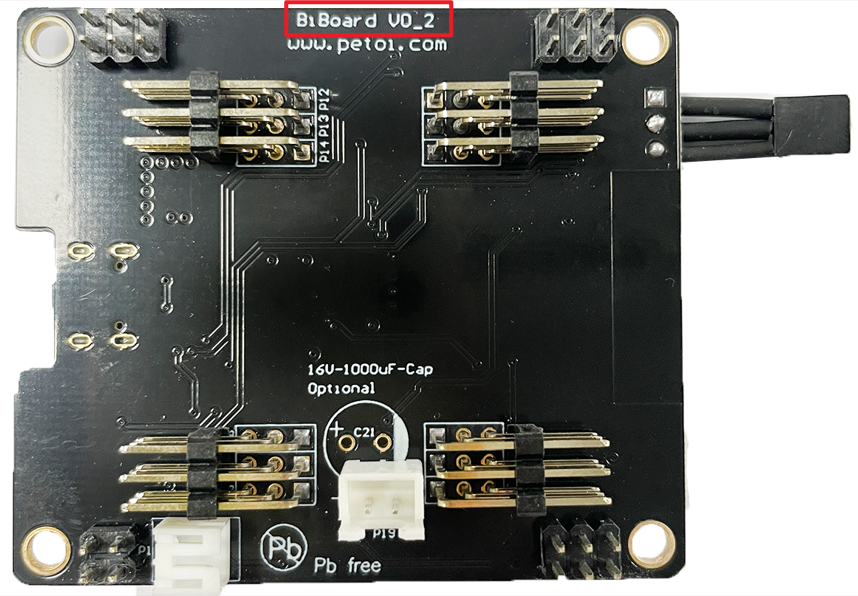 BiBoard V0_2
www.petoi.com
P12
P13
P14
16V-1000uF-Cap
Optional
+ C21
P19
Pb
Pb free